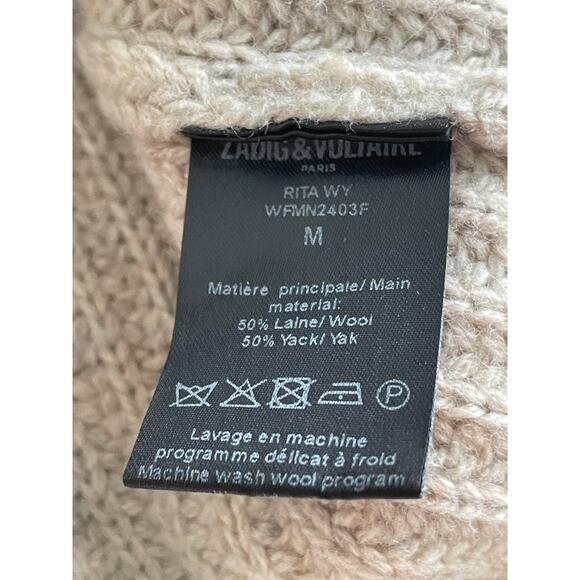 ZADIG&VOLTAIRE
PARIS
RITA WY
WFMN2403F
M
Matière principale/ Main
material:
50% Laine/ Wool
50% Yack/ Yak
P
Lavage en machine
programme délicat à froid
Machine wash wool program